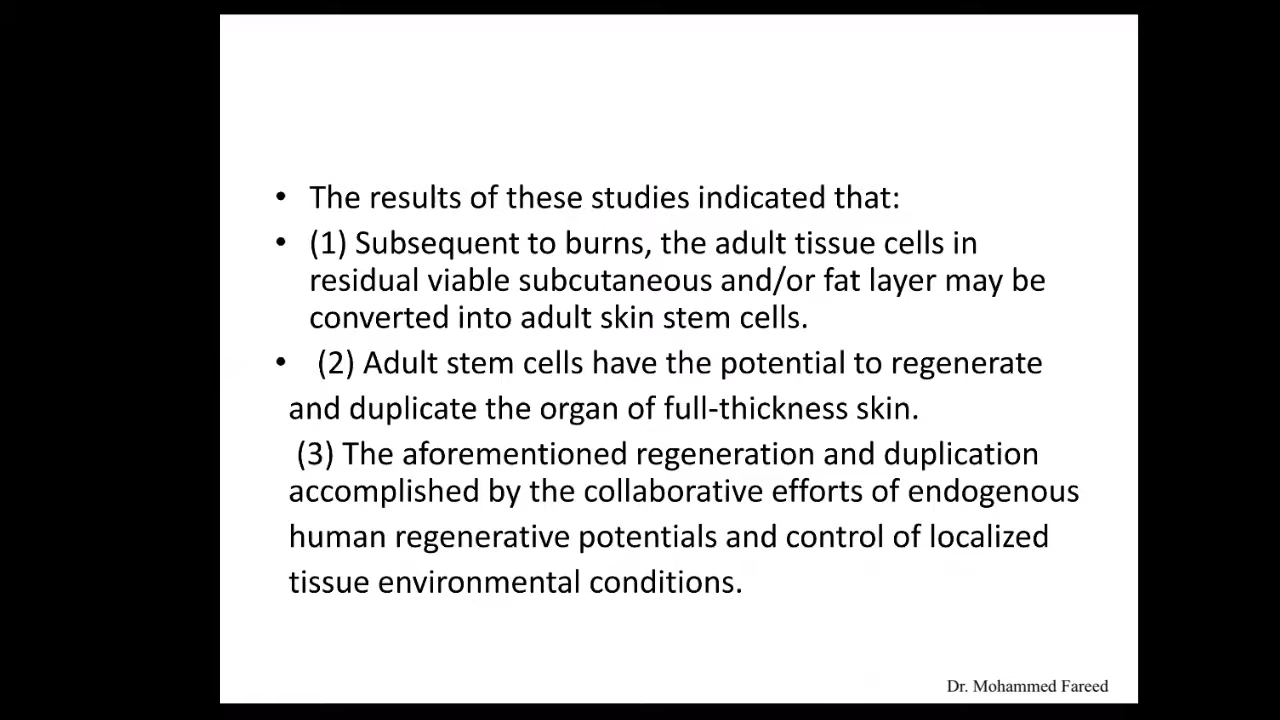 • The results of these studies indicated that:
• (1) Subsequent to burns, the adult tissue cells in
residual viable subcutaneous and/or fat layer may be
converted into adult skin stem cells.
• (2) Adult stem cells have the potential to regenerate
and duplicate the organ of full-thickness skin.
(3) The aforementioned regeneration and duplication
accomplished by the collaborative efforts of endogenous
human regenerative potentials and control of localized
tissue environmental conditions.
Dr. Mohammed Fareed